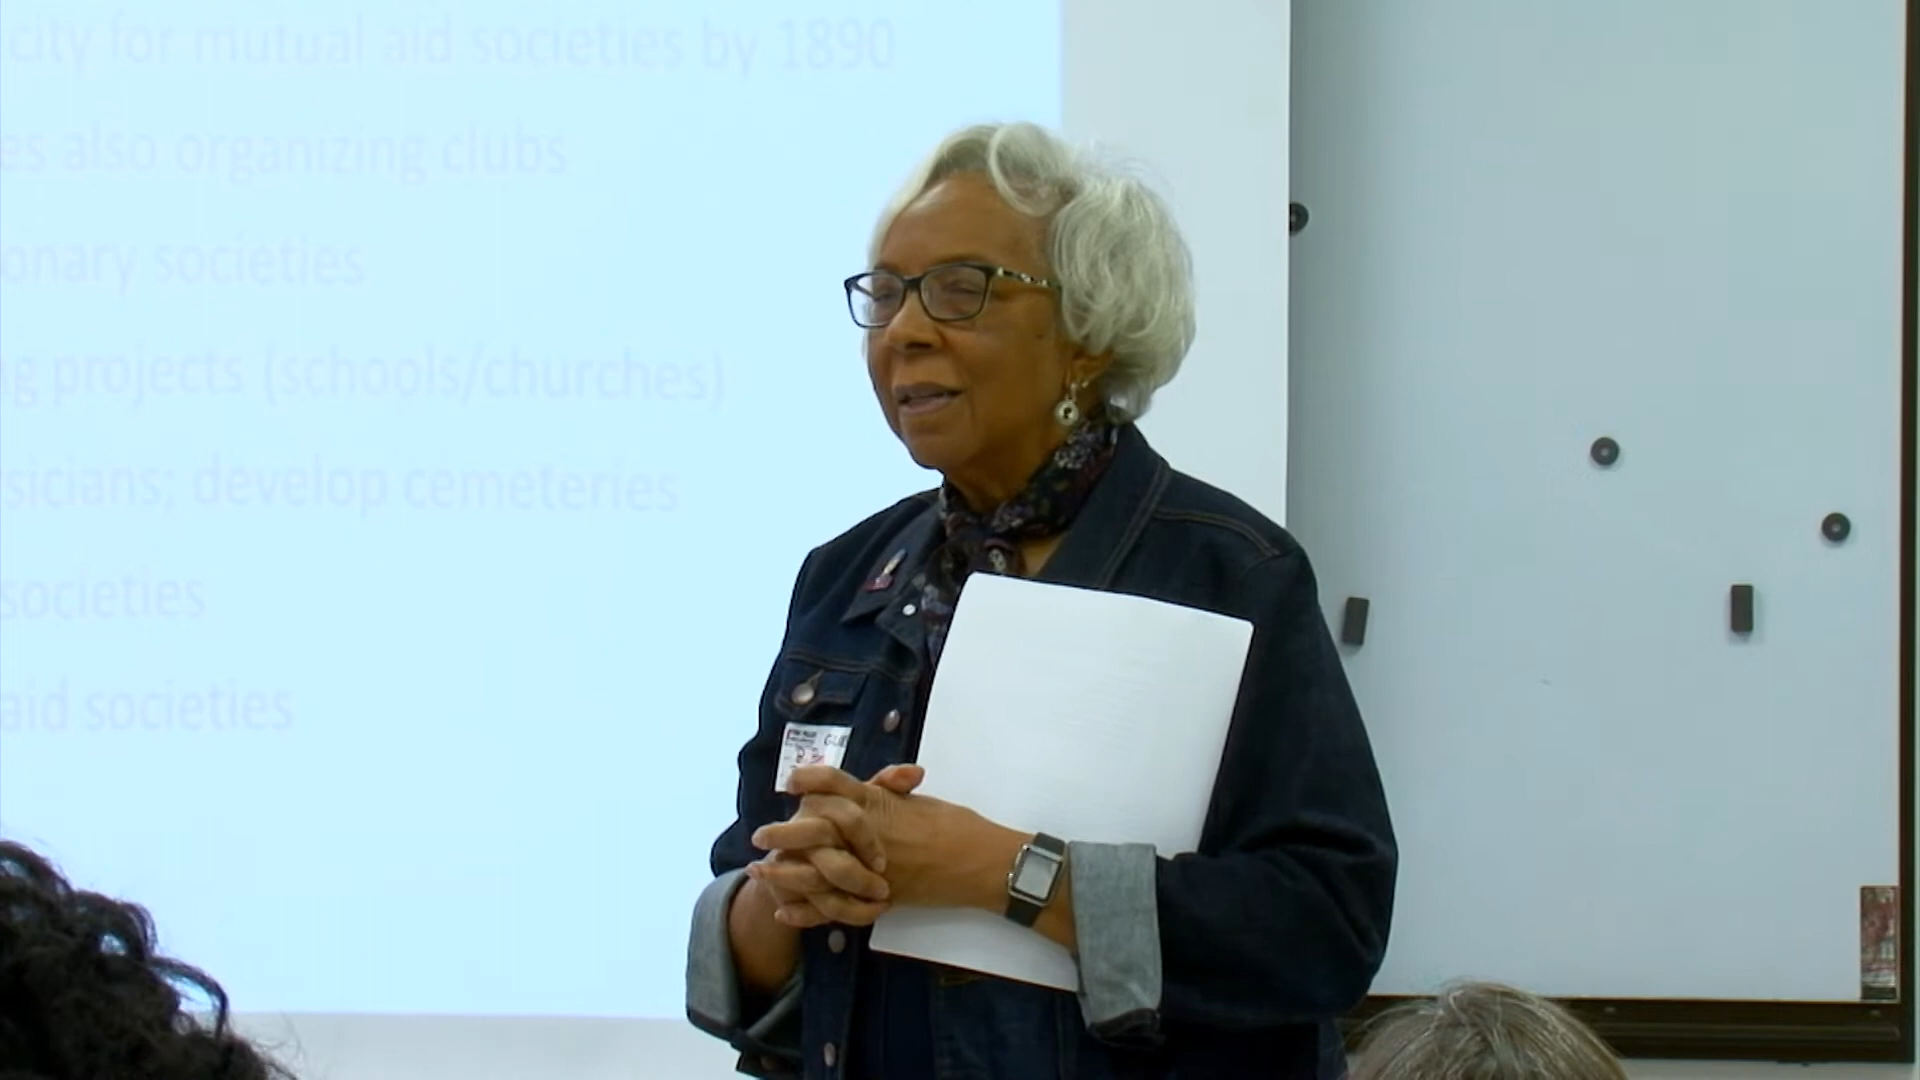 city for mutual aid societies by 1890
es also organizing clubs
onary societies
ng projects (schools/churches)
sicians; develop cemeteries
societies
aid societies